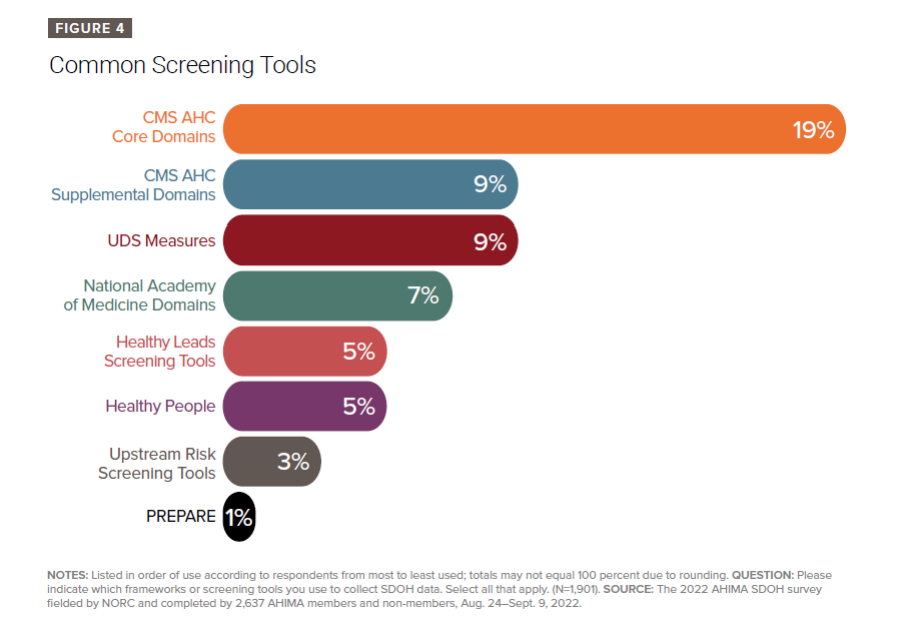 FIGURE 4
Common Screening Tools
CMS AHC
Core Domains
19%
CMS AHC
Supplemental Domains
9%
UDS Measures
9%
National Academy
of Medicine Domains
7%
Healthy Leads
Screening Tools
5%
Healthy People
5%
Upstream Risk
Screening Tools
3%
PREPARE
1%
NOTES: Listed in order of use according to respondents from most to least used; totals may not equal 100 percent due to rounding. QUESTION: Please
indicate which frameworks or screening tools you use to collect SDOH data. Select all that apply. (N=1,901). SOURCE: The 2022 AHIMA SDOH survey
fielded by NORC and completed by 2,637 AHIMA members and non-members, Aug. 24–Sept. 9, 2022.